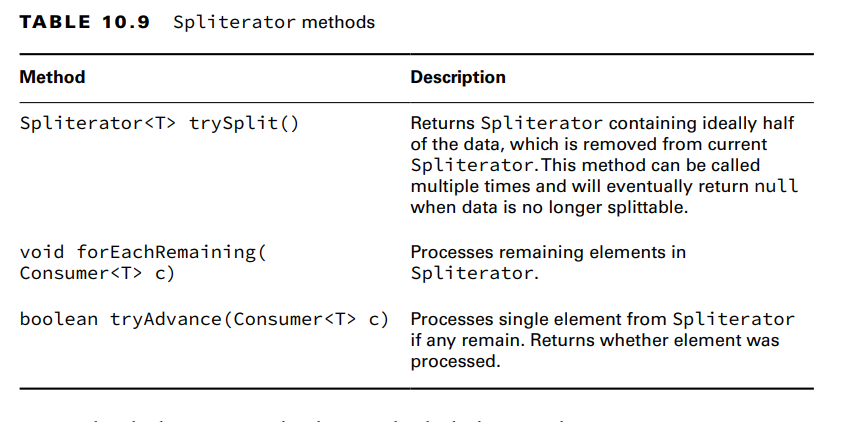 TABLE 10.9 Spliterator methods
Method Description
Spliterator<T> trySplit() Returns Spliterator containing ideally half
of the data, which is removed from current
Spliterator.This method can be called
multiple times and will eventually return null
when data is no longer splittable.
void forEachRemaining( Processes remaining elements in
Consumer<T> c) Spliterator.
boolean tryAdvance(Consumer<T> c) Processes single element from Spliterator
if any remain. Returns whether element was
processed.